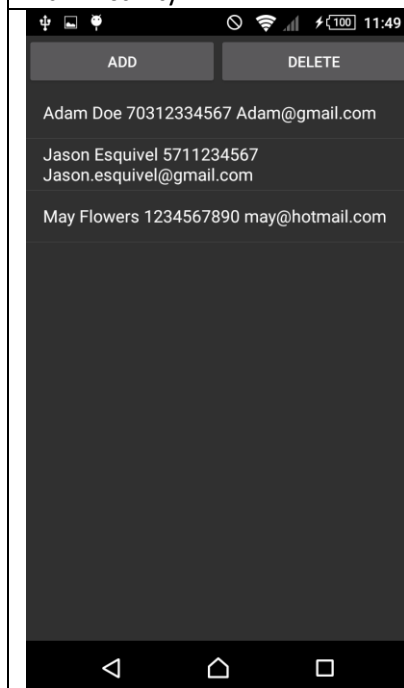 100 11:49
ADD DELETE
Adam Doe 70312334567 Adam@gmail.com
Jason Esquivel 5711234567
Jason.esquivel@gmail.com
May Flowers 1234567890 may@hotmail.com